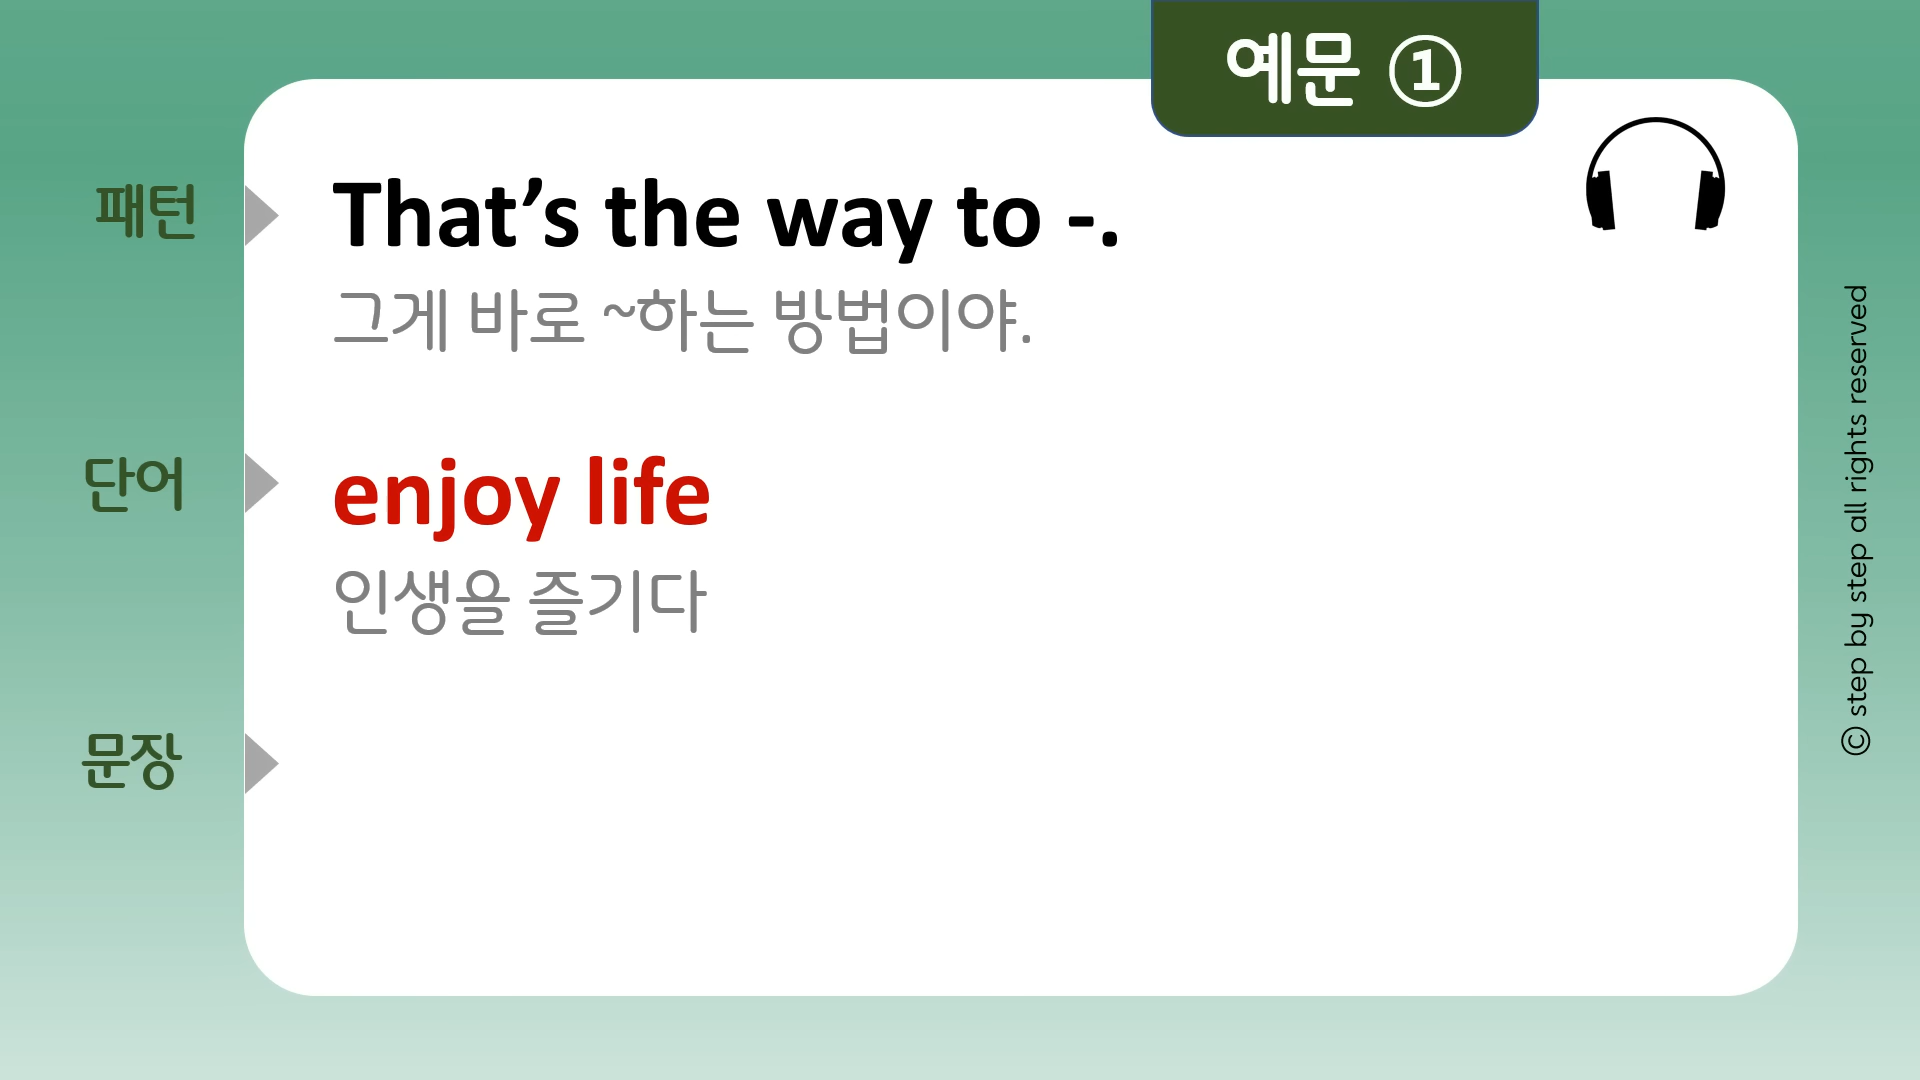 예문 ①
패턴
That’s the way to -.
그게 바로 ~하는 방법이야.
단어
enjoy life
인생을 즐기다
문장
© step by step all rights reserved